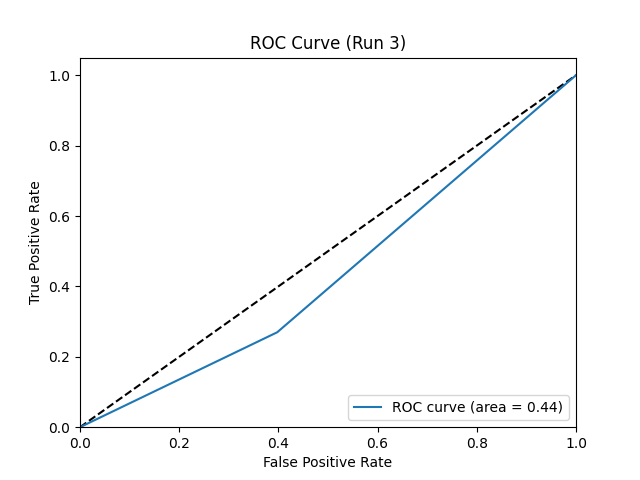 ROC Curve (Run 3)
1.0
0.8
0.6
0.4
0.2
0.0
True Positive Rate
ROC curve (area = 0.44)
0.0 0.2 0.4 0.6 0.8 1.0
False Positive Rate